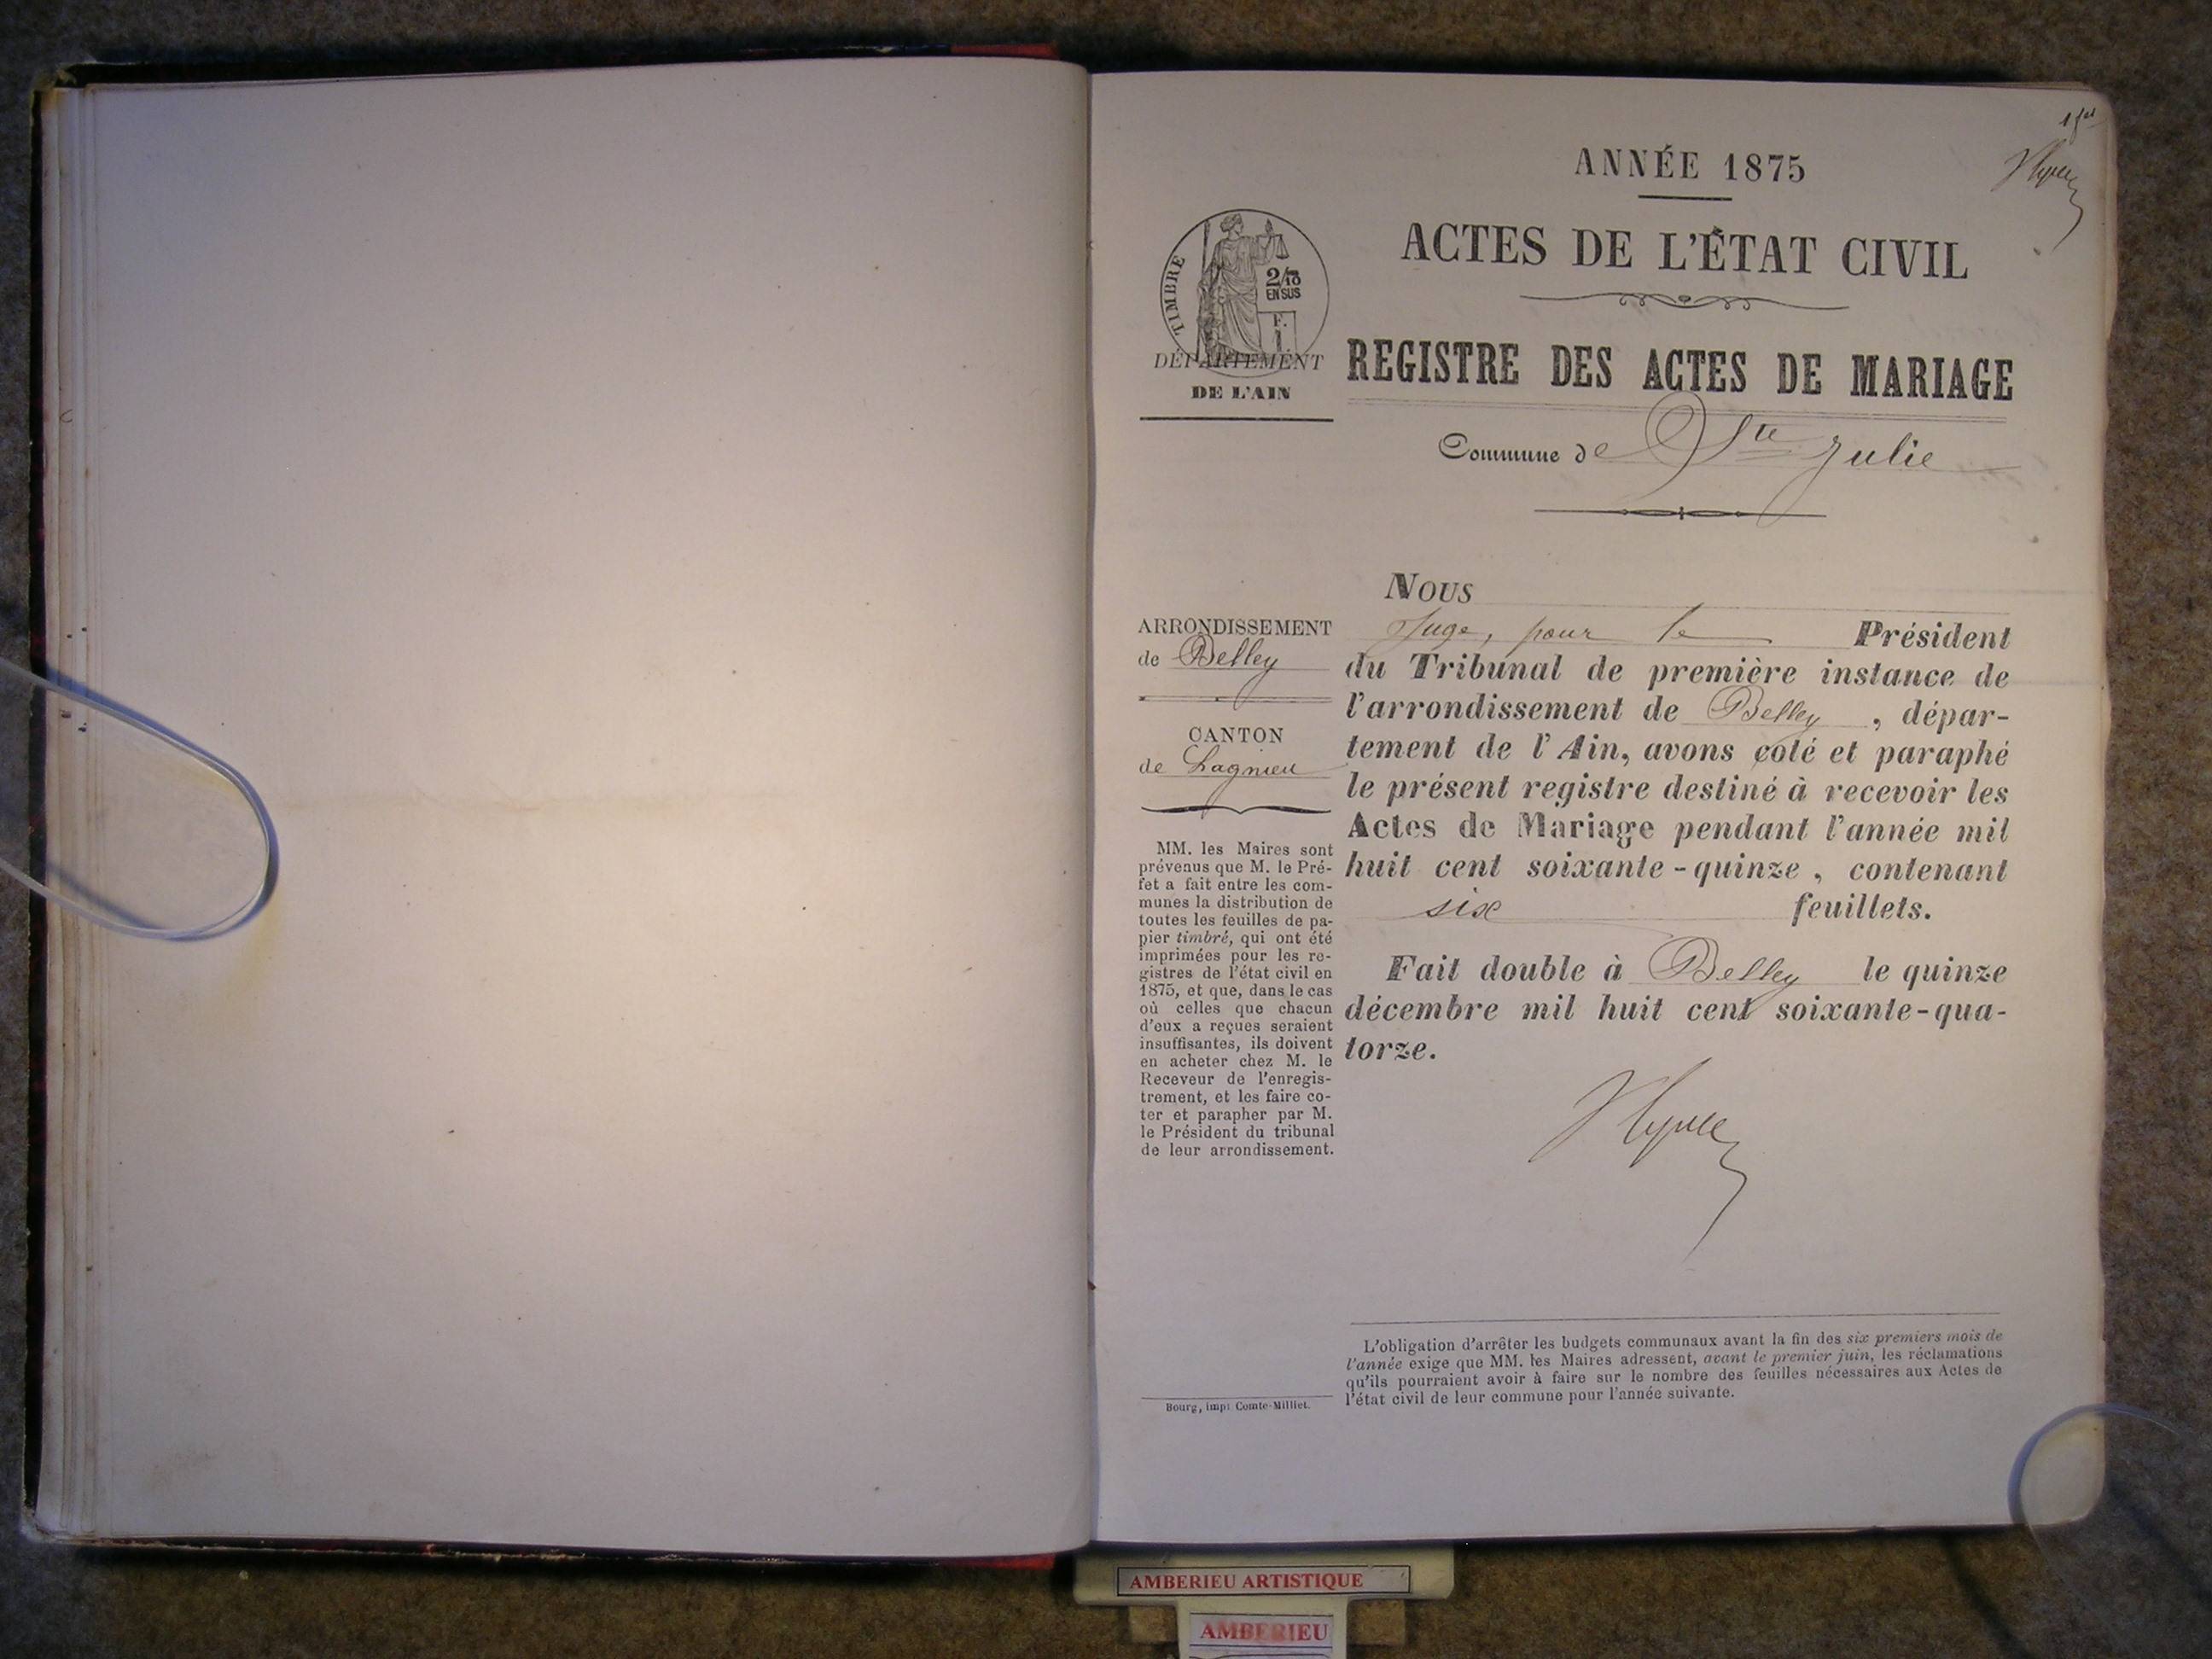 1 fet
ANNÉE 1875
ACTES DE L'ÉTAT CIVIL
TIMBRE
2/10
EN SUS
F.
1
DÉPARTEMENT
DE L'AIN
REGISTRE DES ACTES DE MARIAGE
Commune de Ste Julie
ARRONDISSEMENT
de Belley
CANTON
de Lagnieu
MM. les Maires sont
prévenus que M. le Pré-
fet a fait entre les com-
munes la distribution de
toutes les feuilles de pa-
pier timbré, qui ont été
imprimées pour les re-
gistres de l'état civil en
1875, et que, dans le cas
où celles que chacun
d'eux a reçues seraient
insuffisantes, ils doivent
en acheter chez M. le
Receveur de l'enregis-
trement, et les faire co-
ter et parapher par M.
le Président du tribunal
de leur arrondissement.
Bourg, imp. Comte-Milliet.
Nous
Juge, pour le Président
du Tribunal de première instance de
l'arrondissement de Belley, dépar-
tement de l'Ain, avons coté et paraphé
le présent registre destiné à recevoir les
Actes de Mariage pendant l'année mil
huit cent soixante-quinze, contenant
six feuillets.
Fait double à Belley le quinze
décembre mil huit cent soixante-qua-
torze.
L'obligation d'arrêter les budgets communaux avant la fin des six premiers mois de
l'année exige que MM. les Maires adressent, avant le premier juin, les réclamations
qu'ils pourraient avoir à faire sur le nombre des feuilles nécessaires aux Actes de
l'état civil de leur commune pour l'année suivante.
AMBERIEU ARTISTIQUE
AMBERIEU